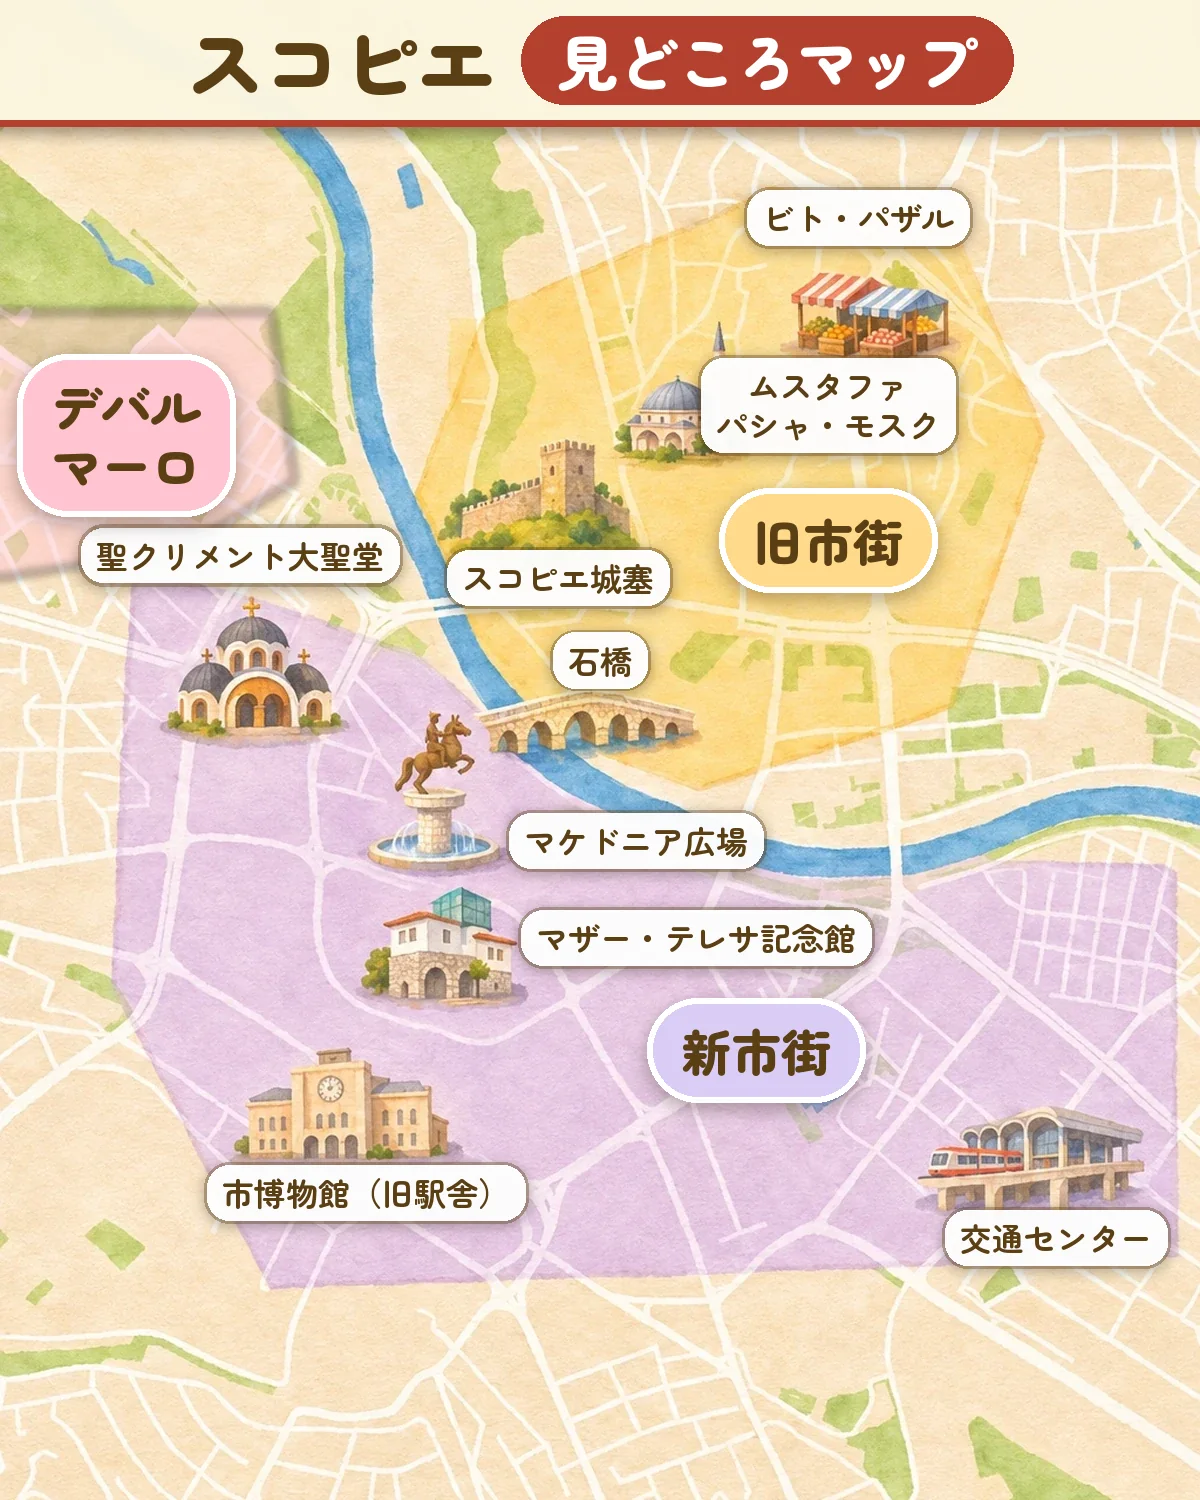 スコピエ 見どころマップ
ビト・パザル
デバル
マーロ
ムスタファ
パシャ・モスク
旧市街
聖クリメント大聖堂
スコピエ城塞
石橋
マケドニア広場
マザー・テレサ記念館
新市街
市博物館（旧駅舎）
交通センター